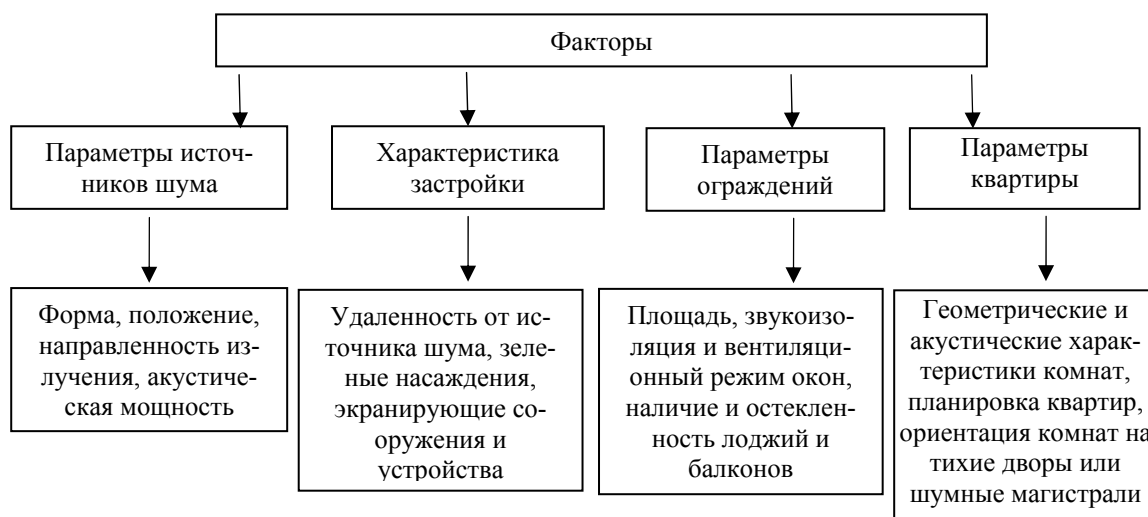 Факторы
Параметры источ-
ников шума
Характеристика
застройки
Параметры
ограждений
Параметры
квартиры
Форма, положение,
направленность из-
лучения, акустиче-
ская мощность
Удаленность от ис-
точника шума, зеле-
ные насаждения,
экранирующие со-
оружения и
устройства
Площадь, звукоизо-
ляция и вентиляци-
онный режим окон,
наличие и остеклен-
ность лоджий и
балконов
Геометрические и
акустические харак-
теристики комнат,
планировка квартир,
ориентация комнат на
тихие дворы или
шумные магистрали